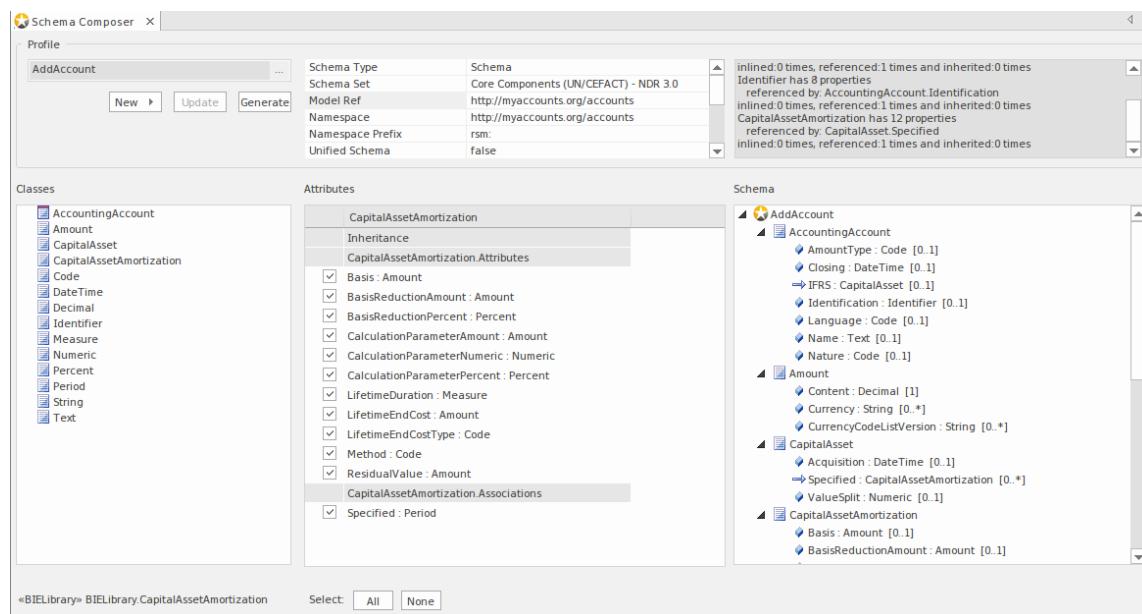 Schema Composer
Profile
AddAccount ...
New Update Generate
Schema Type Schema
Schema Set Core Components (UN/CEFACT) - NDR 3.0
Model Ref http://myaccounts.org/accounts
Namespace http://myaccounts.org/accounts
Namespace Prefix rsm:
Unified Schema false
inlined:0 times, referenced:1 times and inherited:0 times
Identifier has 8 properties
referenced by: AccountingAccount.Identification
inlined:0 times, referenced:1 times and inherited:0 times
CapitalAssetAmortization has 12 properties
referenced by: CapitalAsset.Specified
inlined:0 times, referenced:1 times and inherited:0 times
Classes
AccountingAccount
Amount
CapitalAsset
CapitalAssetAmortization
Code
DateTime
Decimal
Identifier
Measure
Numeric
Percent
Period
String
Text
Attributes
CapitalAssetAmortization
Inheritance
CapitalAssetAmortization.Attributes
Basis : Amount
BasisReductionAmount : Amount
BasisReductionPercent : Percent
CalculationParameterAmount : Amount
CalculationParameterNumeric : Numeric
CalculationParameterPercent : Percent
LifetimeDuration : Measure
LifetimeEndCost : Amount
LifetimeEndCostType : Code
Method : Code
ResidualValue : Amount
CapitalAssetAmortization.Associations
Specified : Period
Schema
AddAccount
AccountingAccount
AmountType : Code [0..1]
Closing : DateTime [0..1]
IFRS : CapitalAsset [0..1]
Identification : Identifier [0..1]
Language : Code [0..1]
Name : Text [0..1]
Nature : Code [0..1]
Amount
Content : Decimal [1]
Currency : String [0..*]
CurrencyCodeListVersion : String [0..*]
CapitalAsset
Acquisition : DateTime [0..1]
Specified : CapitalAssetAmortization [0..*]
ValueSplit : Numeric [0..1]
CapitalAssetAmortization
Basis : Amount [0..1]
BasisReductionAmount : Amount [0..1]
«BIELibrary» BIELibrary.CapitalAssetAmortization
Select: All None